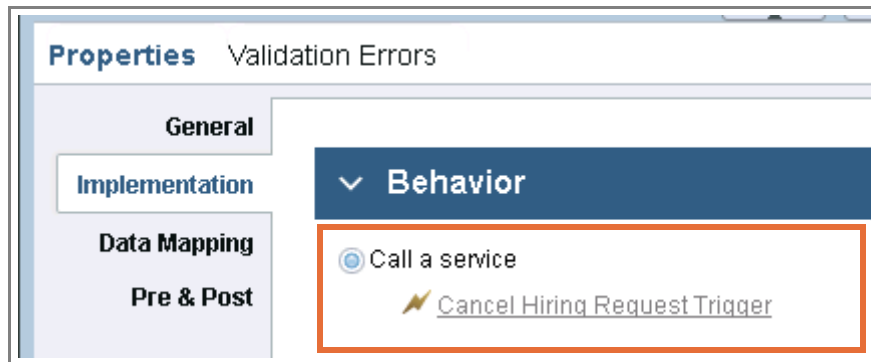 Properties Validation Errors
General
Implementation
Behavior
Data Mapping
Call a service
Pre & Post
Cancel Hiring Request Trigger